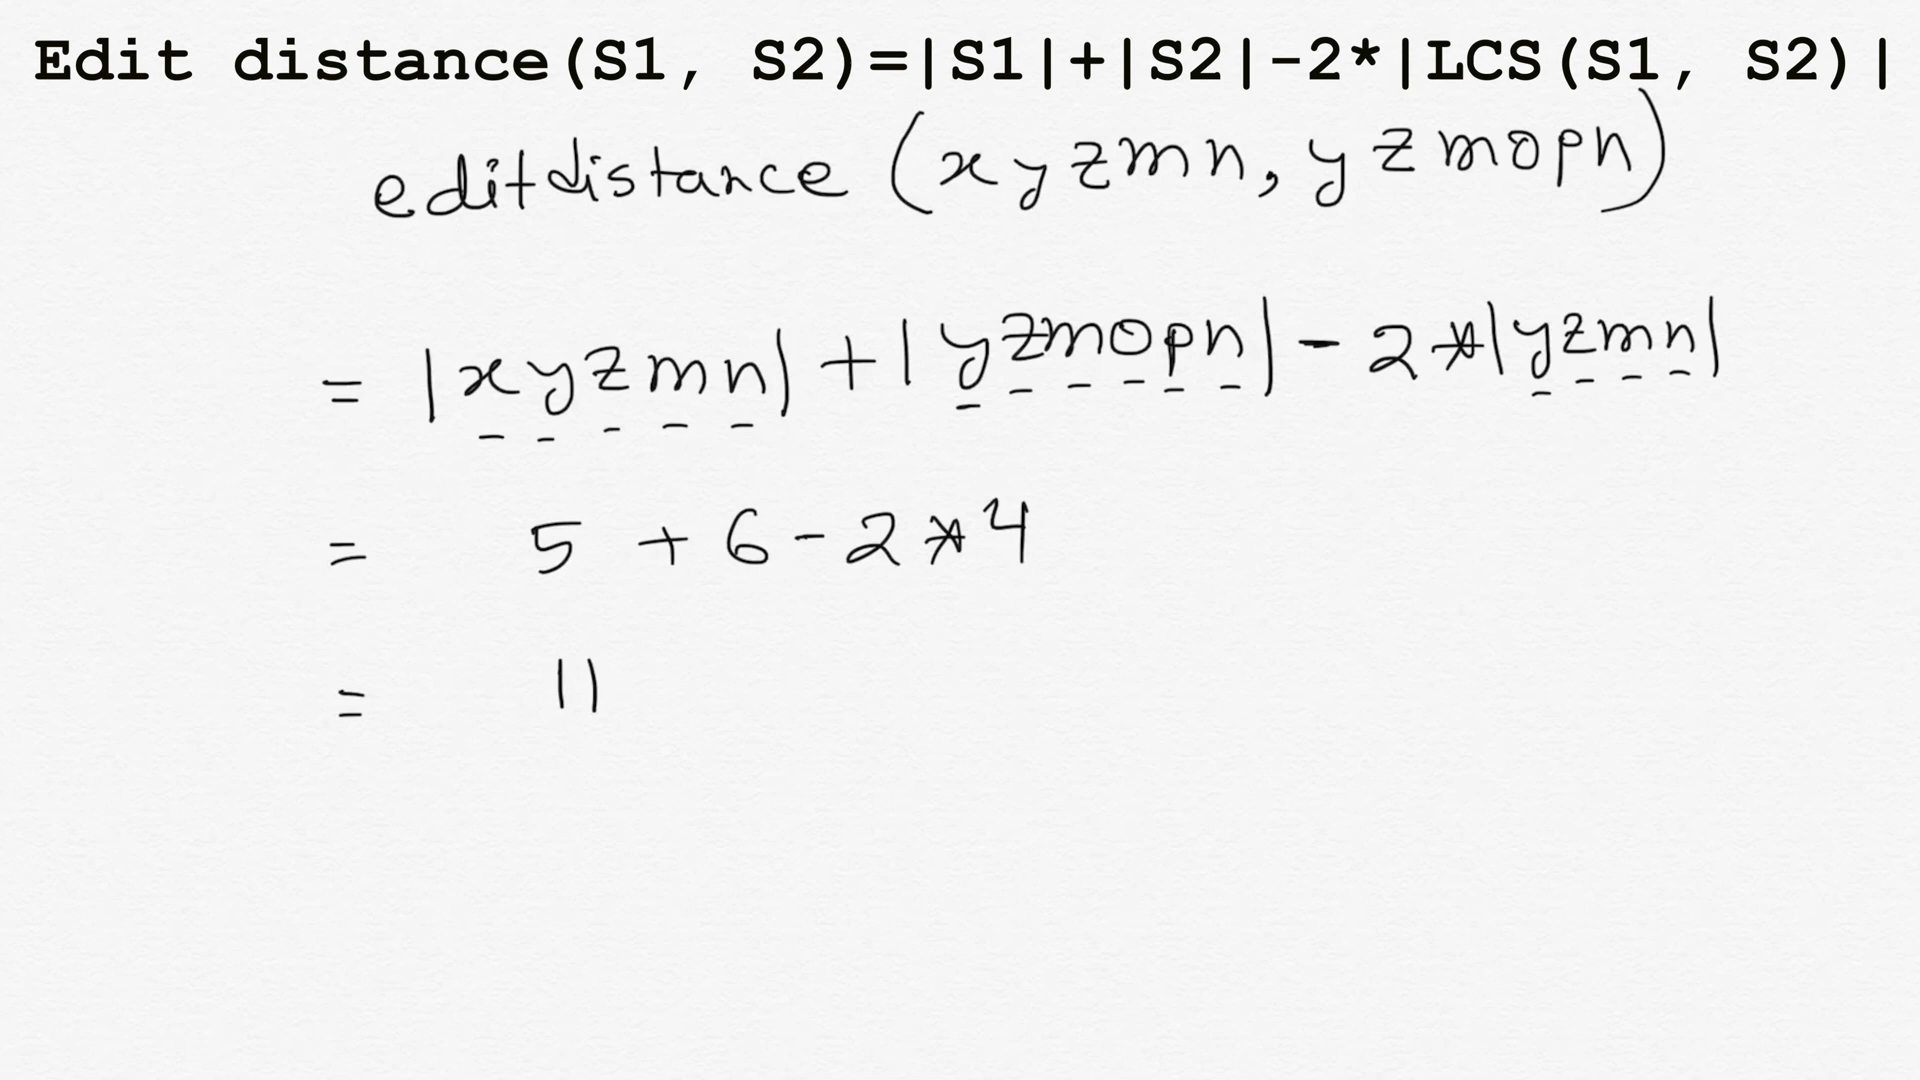 Edit distance(S1, S2)=|S1|+|S2|-2*|LCS(S1, S2)|
editdistance (xyzmn, yzmopn)
= |xyzmn| + |yzmopn| - 2*|yzmn|
= 5 + 6 - 2 * 4
= 11